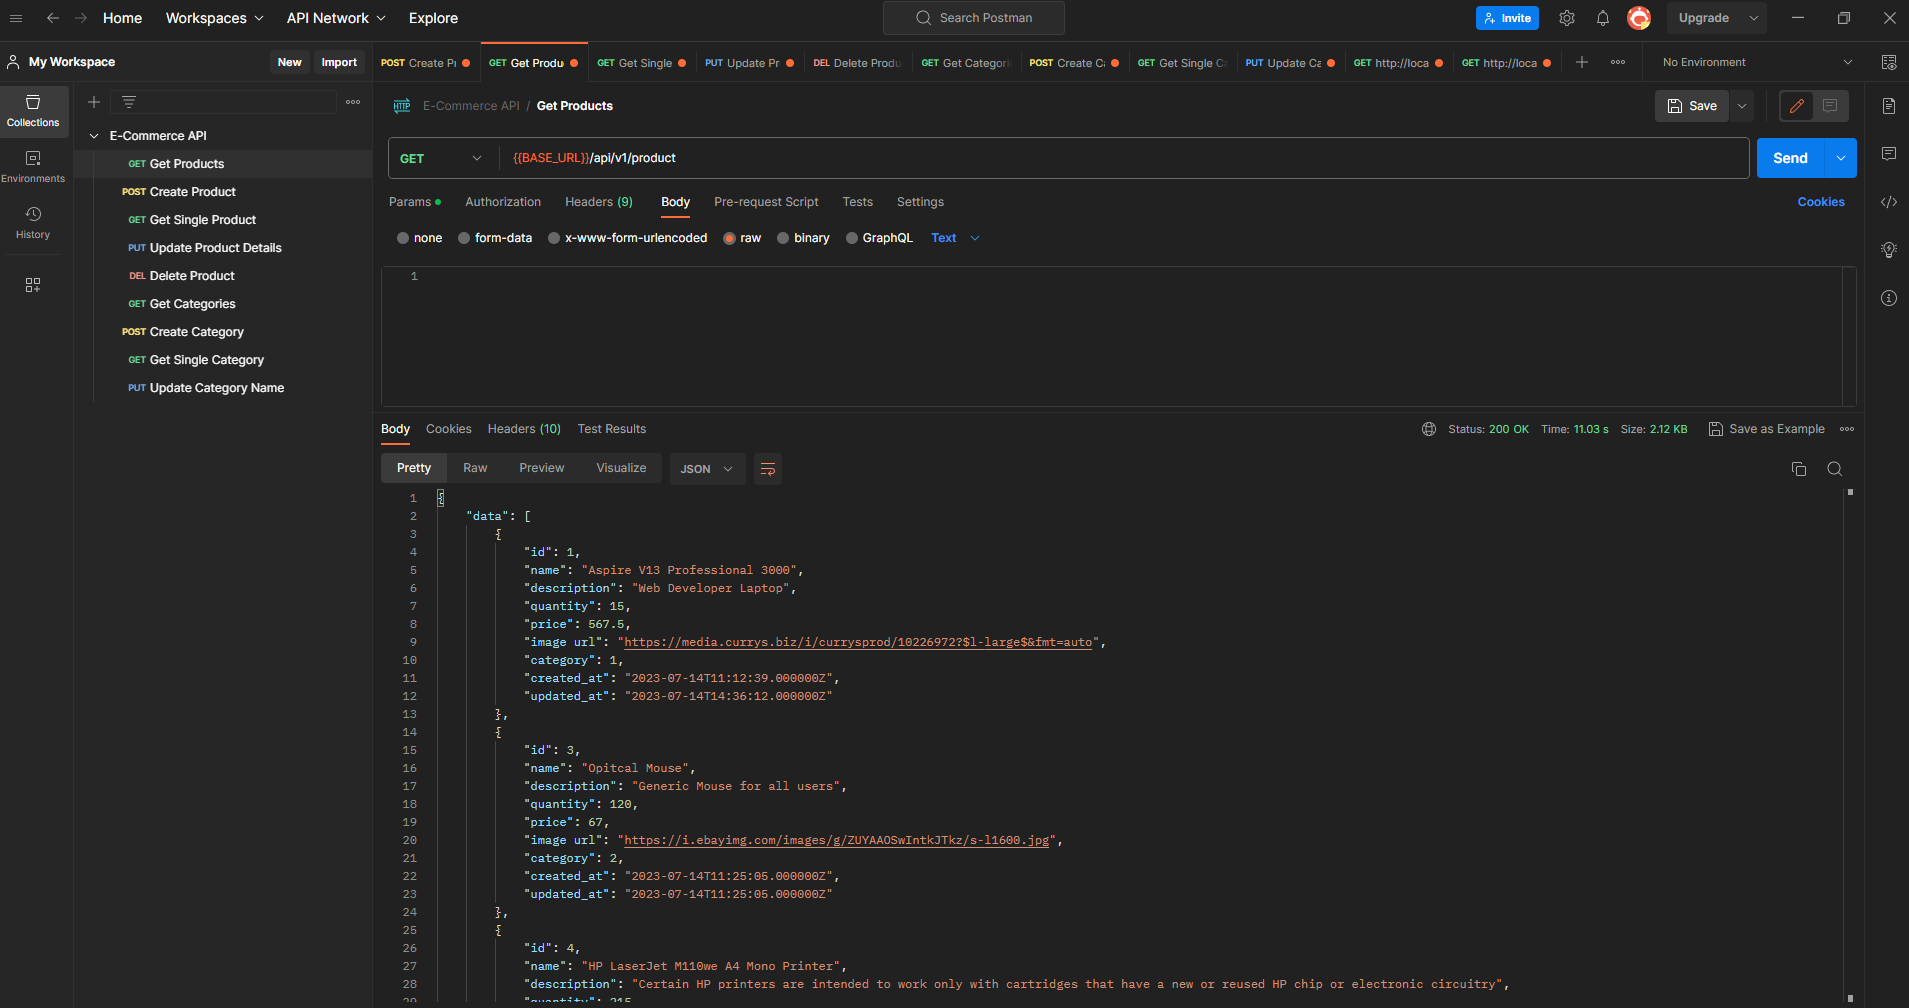 Home Workspaces API Network Explore Search Postman Invite Upgrade
My Workspace New Import
POST Create Pr GET Produ GET Get Single PUT Update Pr DEL Delete Produ GET Get Categori POST Create Ca GET Get Single Ca PUT Update Ca GET http://loca GET http://loca No Environment
Collections
Environments
History
E-Commerce API
GET Get Products
POST Create Product
GET Get Single Product
PUT Update Product Details
DEL Delete Product
GET Get Categories
POST Create Category
GET Get Single Category
PUT Update Category Name
HTTP E-Commerce API / Get Products Save
GET {{BASE_URL}}/api/v1/product Send
Params Authorization Headers (9) Body Pre-request Script Tests Settings Cookies
none form-data x-www-form-urlencoded raw binary GraphQL Text
1
Body Cookies Headers (10) Test Results Status: 200 OK Time: 11.03 s Size: 2.12 KB Save as Example
Pretty Raw Preview Visualize JSON
1 {
2 "data": [
3 {
4 "id": 1,
5 "name": "Aspire V13 Professional 3000",
6 "description": "Web Developer Laptop",
7 "quantity": 15,
8 "price": 567.5,
9 "image url": "https://media.currys.biz/i/currysprod/10226972?$l-large$&fmt=auto",
10 "category": 1,
11 "created_at": "2023-07-14T11:12:39.000000Z",
12 "updated_at": "2023-07-14T14:36:12.000000Z"
13 },
14 {
15 "id": 3,
16 "name": "Opitcal Mouse",
17 "description": "Generic Mouse for all users",
18 "quantity": 120,
19 "price": 67,
20 "image url": "https://i.ebayimg.com/images/g/ZUYAAOSwIntkJTkz/s-l1600.jpg",
21 "category": 2,
22 "created_at": "2023-07-14T11:25:05.000000Z",
23 "updated_at": "2023-07-14T11:25:05.000000Z"
24 },
25 {
26 "id": 4,
27 "name": "HP LaserJet M110we A4 Mono Printer",
28 "description": "Certain HP printers are intended to work only with cartridges that have a new or reused HP chip or electronic circuitry",
29 "quantity": 215